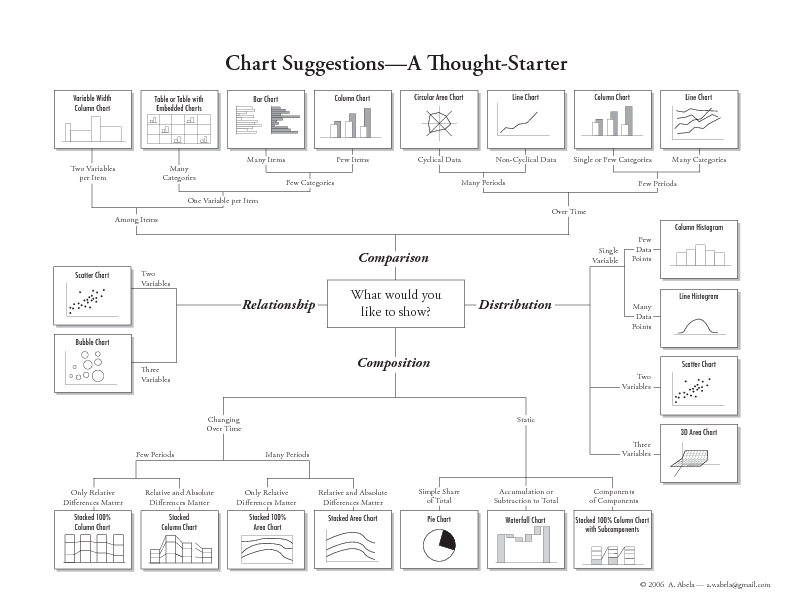 Chart Suggestions—A Thought-Starter
Variable Width
Column Chart
Table or Table with
Embedded Charts
Bar Chart
Column Chart
Circular Area Chart
Line Chart
Column Chart
Line Chart
Two Variables
per Item
Many
Categories
Many Items
Few Items
Cyclical Data
Non-Cyclical Data
Single or Few Categories
Many Categories
Few Categories
Many Periods
Few Periods
One Variable per Item
Among Items
Over Time
Comparison
What would you
like to show?
Relationship
Scatter Chart
Two
Variables
Bubble Chart
Three
Variables
Distribution
Single
Variable
Few
Data
Points
Column Histogram
Many
Data
Points
Line Histogram
Two
Variables
Scatter Chart
Three
Variables
3D Area Chart
Composition
Changing
Over Time
Static
Few Periods
Many Periods
Only Relative
Differences Matter
Relative and Absolute
Differences Matter
Only Relative
Differences Matter
Relative and Absolute
Differences Matter
Simple Share
of Total
Accumulation or
Subtraction to Total
Components
of Components
Stacked 100%
Column Chart
Stacked
Column Chart
Stacked 100%
Area Chart
Stacked Area Chart
Pie Chart
Waterfall Chart
Stacked 100% Column Chart
with Subcomponents
© 2006 A. Abela — a.v.abela@gmail.com